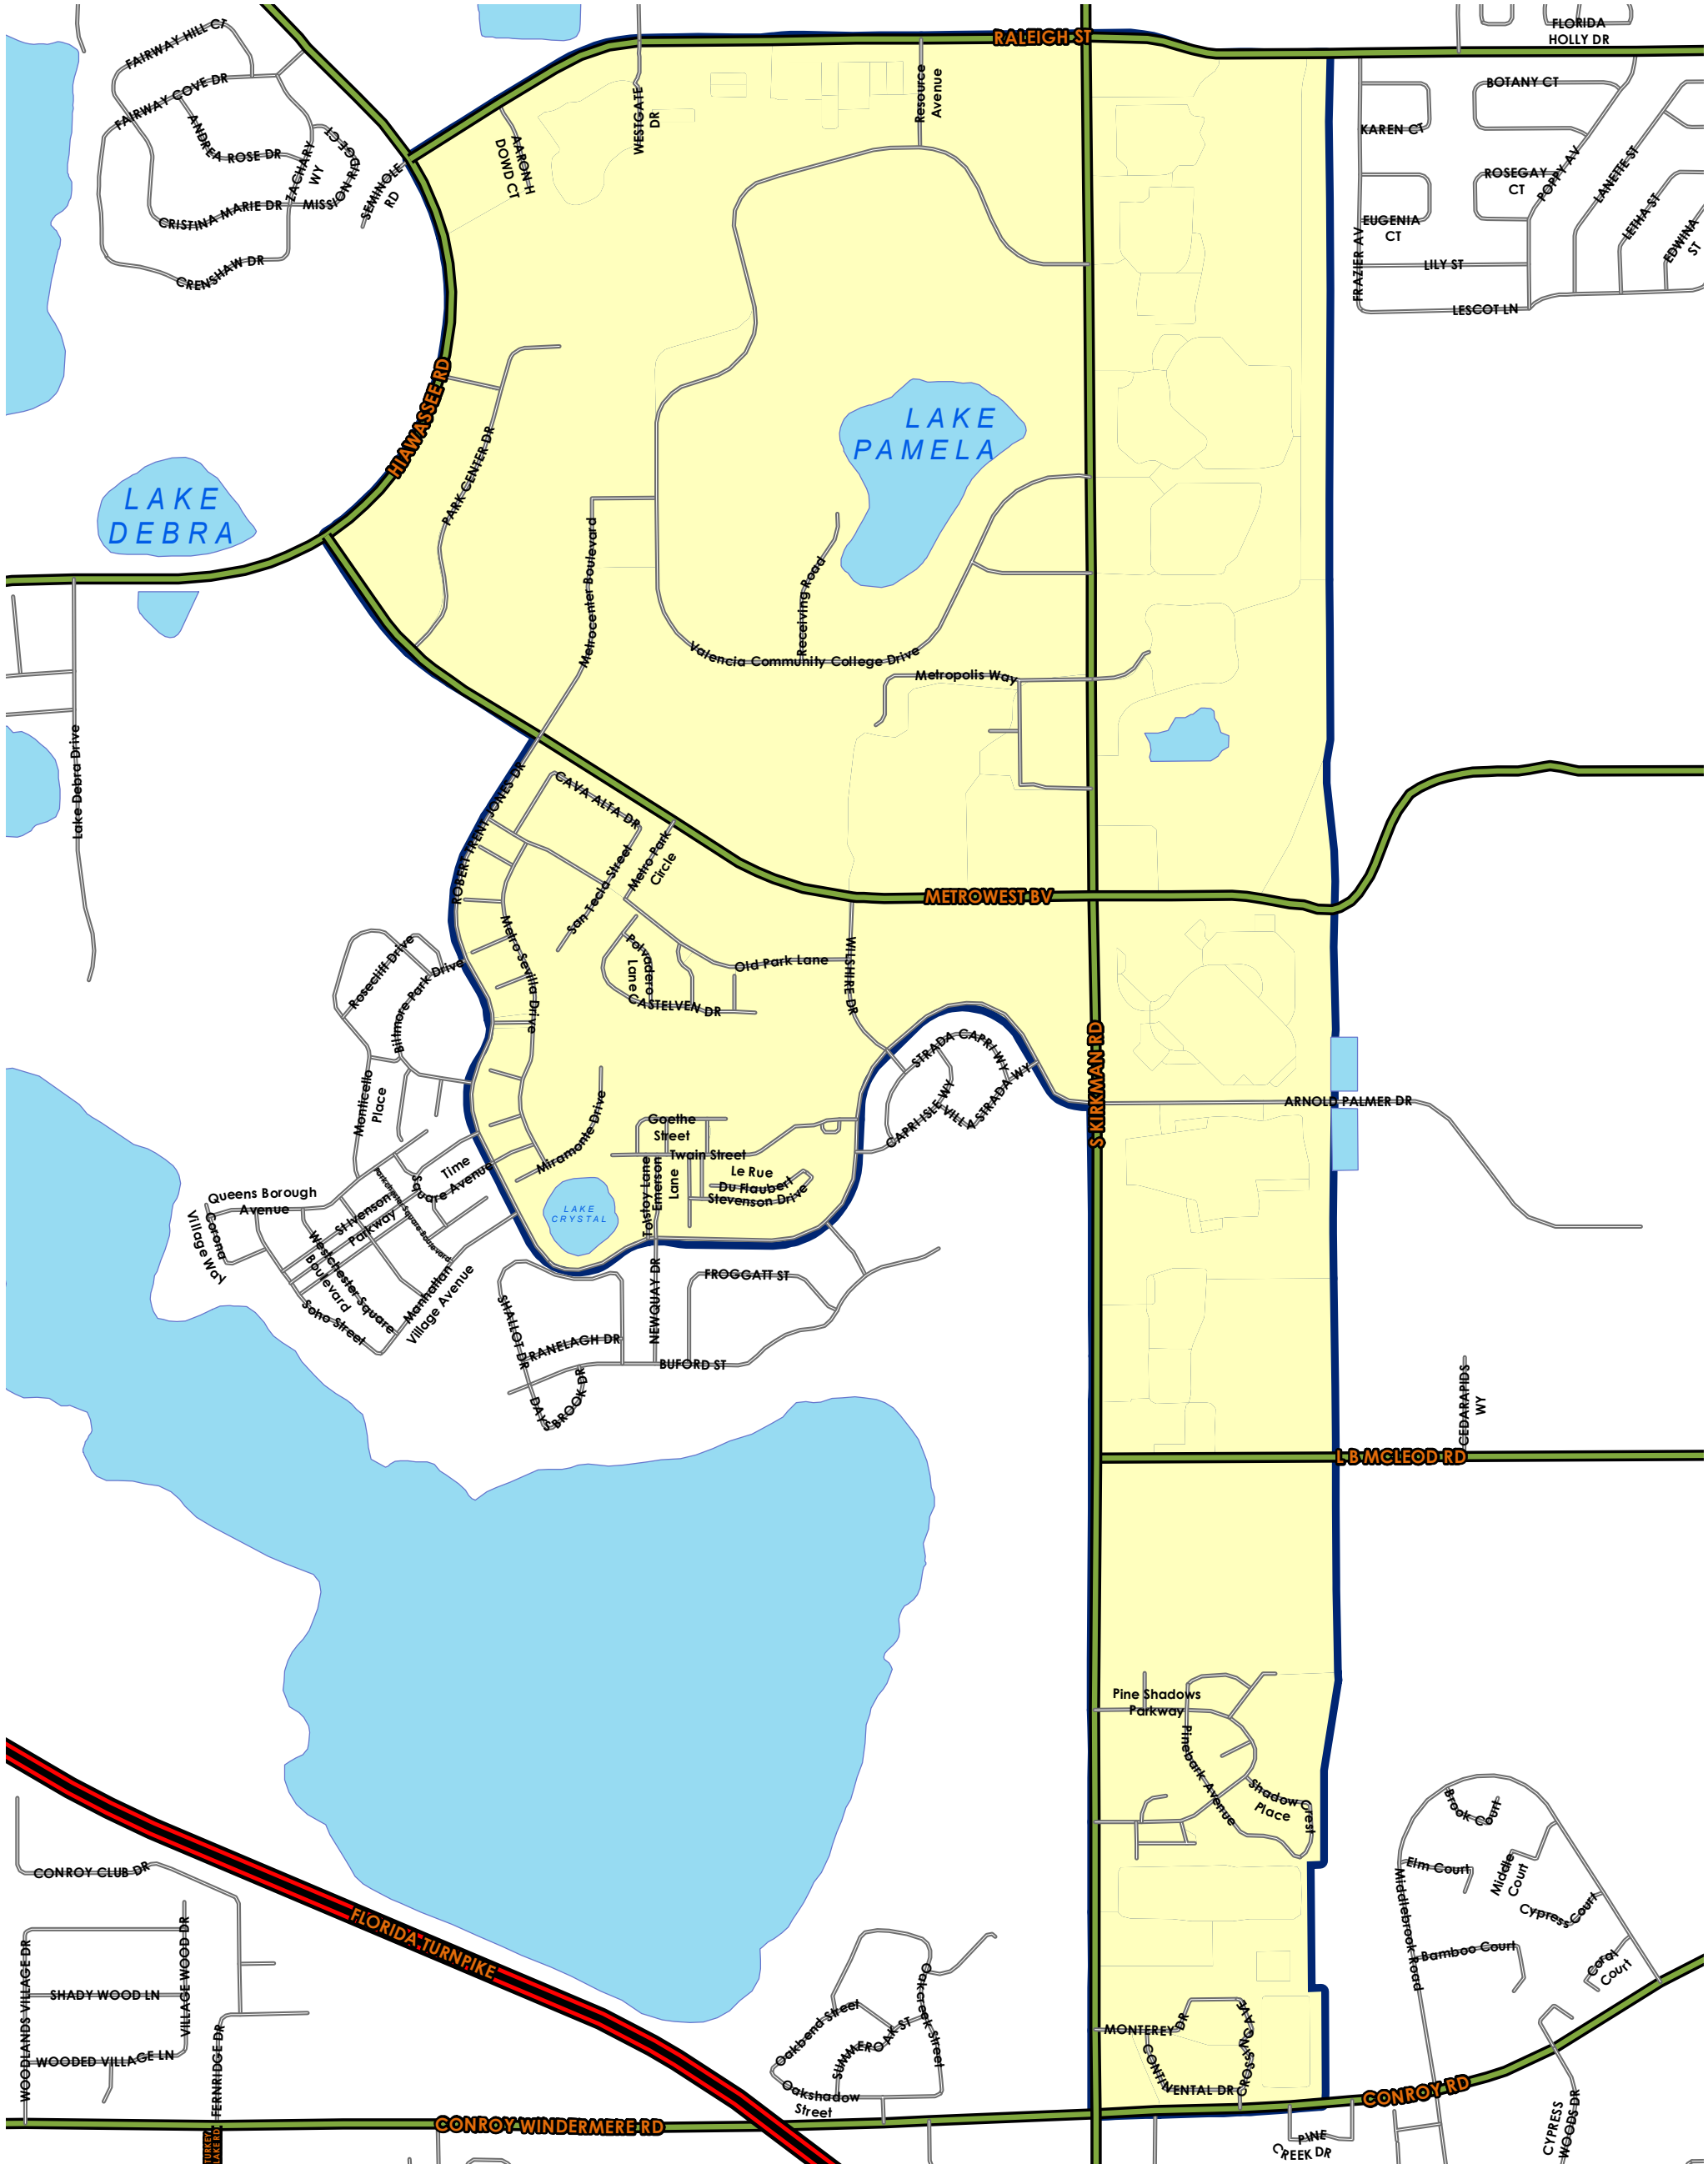 FLORIDA
HOLLY DR
RALEIGH ST
FAIRWAY HILL CT
FAIRWAY COVE DR
BOTANY CT
Resource
Avenue
WESTGATE
DR
KAREN CT
ANDREA ROSE DR
ZACHARY
WY
MISSION RIDGE CT
SEMINOLE
RD
AARON H
DOWD CT
ROSEGAY
CT
POPPY AV
LANETTE ST
LETHA ST
EDWINA
ST
CRISTINA MARIE DR
EUGENIA
CT
FRAZIER AV
LILY ST
CRENSHAW DR
LESCOT LN
HIAWASSEE RD
LAKE
PAMELA
PARK CENTER DR
LAKE
DEBRA
Metrocenter Boulevard
Receiving Road
Valencia Community College Drive
Metropolis Way
Lake Debra Drive
ROBERT TRENT JONES DR
CAVA ALTA DR
San Tecla Street
Metro Park
Circle
METROWEST BV
Metro Sevilla Drive
Rosecliff Drive
Biltmore Park Drive
Polvadero
Lane
Old Park Lane
CASTELVEN DR
WILSHIRE DR
STRADA CAPRI WY
CAPRI ISLE WY
VILLA STRADA WY
S KIRKMAN RD
ARNOLD PALMER DR
Monticello
Place
Miramonte Drive
Goethe
Street
Twain Street
Le Rue
Du Flaubert
Stevenson Drive
Tolstoy Lane
Emerson
Lane
Time
Square Avenue
LAKE
CRYSTAL
Queens Borough
Avenue
Corona
Village Way
St Ivenson
Parkway
Westchester Square
Boulevard
Soho Street
Manhattan
Village Avenue
FROGGATT ST
NEWQUAY DR
SHALLOT DR
RANELAGH DR
BUFORD ST
DAYSBROOK DR
CEDARAPIDS
WY
L B MCLEOD RD
Pine Shadows
Parkway
Pinebark Avenue
Shadow Crest
Place
Brook Court
Elm Court
Middle
Court
Cypress Court
Middlebrook Road
Bamboo Court
Coral
Court
CONROY CLUB DR
FLORIDA TURNPIKE
WOODLANDS VILLAGE DR
SHADY WOOD LN
VILLAGE WOOD DR
WOODED VILLAGE LN
FERNRIDGE DR
Oakbend Street
SUMMEROAK ST
Oakcreek Street
Oakshadow
Street
MONTEREY DR
CONTINENTAL DR
CROSSING AVE
CONROY RD
CONROY WINDERMERE RD
TURKEY
LAKE RD
PINE
CREEK DR
CYPRESS
WOODS DR